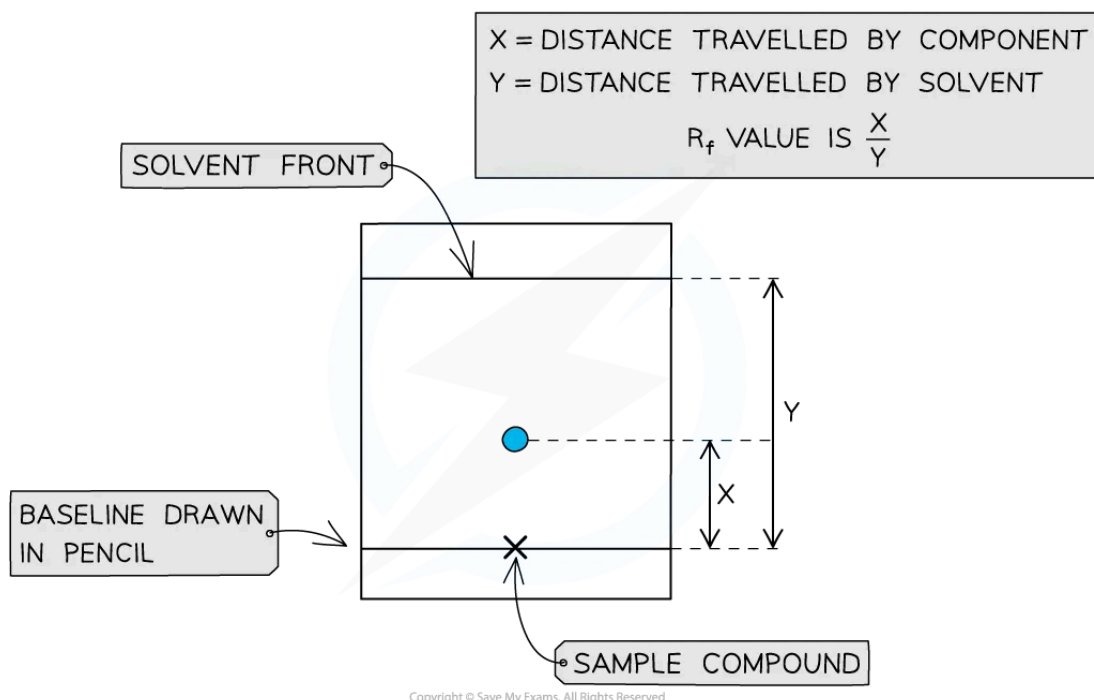 X = DISTANCE TRAVELLED BY COMPONENT
Y = DISTANCE TRAVELLED BY SOLVENT
Rf VALUE IS X/Y
SOLVENT FRONT
Y
X
BASELINE DRAWN
IN PENCIL
SAMPLE COMPOUND
Copyright © Save My Exams. All Rights Reserved